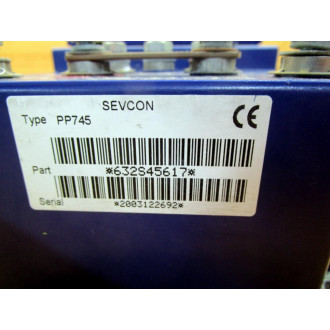 SEVCON
Type PP745
CE
Part *632S45617*
Serial *2003122692*